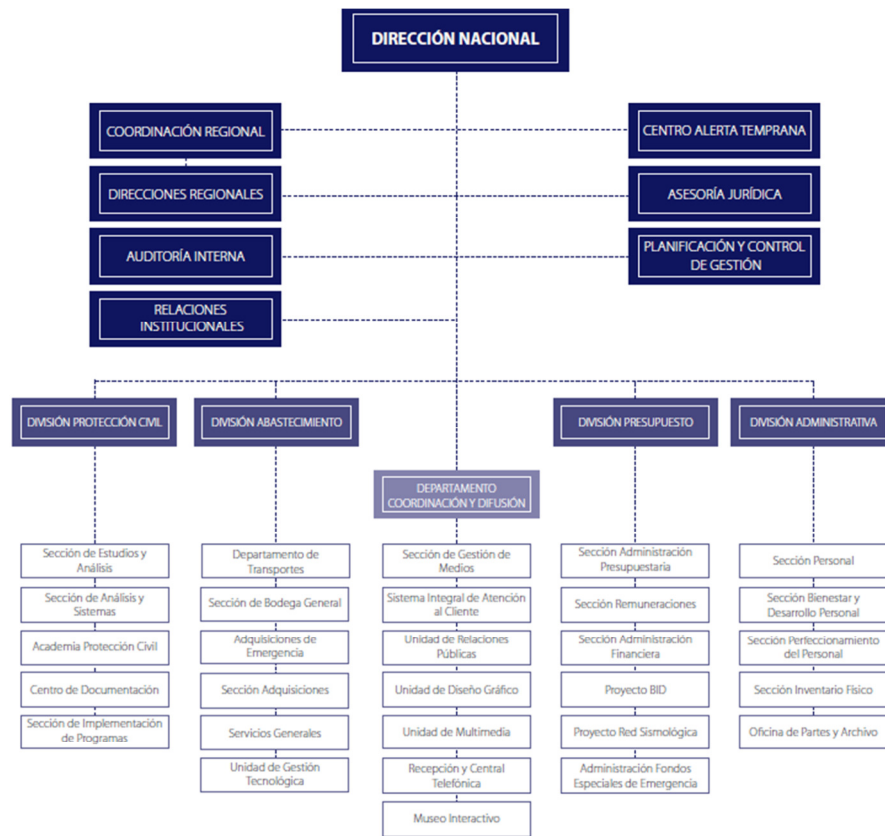 DIRECCIÓN NACIONAL
COORDINACIÓN REGIONAL
CENTRO ALERTA TEMPRANA
DIRECCIONES REGIONALES
ASESORÍA JURÍDICA
AUDITORÍA INTERNA
PLANIFICACIÓN Y CONTROL
DE GESTIÓN
RELACIONES
INSTITUCIONALES
DIVISIÓN PROTECCIÓN CIVIL
DIVISIÓN ABASTECIMIENTO
DIVISIÓN PRESUPUESTO
DIVISIÓN ADMINISTRATIVA
DEPARTAMENTO
COORDINACIÓN Y DIFUSIÓN
Sección de Estudios y
Análisis
Sección de Análisis y
Sistemas
Academia Protección Civil
Centro de Documentación
Sección de Implementación
de Programas
Departamento de
Transportes
Sección de Bodega General
Adquisiciones de
Emergencia
Sección Adquisiciones
Servicios Generales
Unidad de Gestión
Tecnológica
Sección de Gestión de
Medios
Sistema Integral de Atención
al Cliente
Unidad de Relaciones
Públicas
Unidad de Diseño Gráfico
Unidad de Multimedia
Recepción y Central
Telefónica
Museo Interactivo
Sección Administración
Presupuestaria
Sección Remuneraciones
Sección Administración
Financiera
Proyecto BID
Proyecto Red Sismológica
Administración Fondos
Especiales de Emergencia
Sección Personal
Sección Bienestar y
Desarrollo Personal
Sección Perfeccionamiento
del Personal
Sección Inventario Físico
Oficina de Partes y Archivo